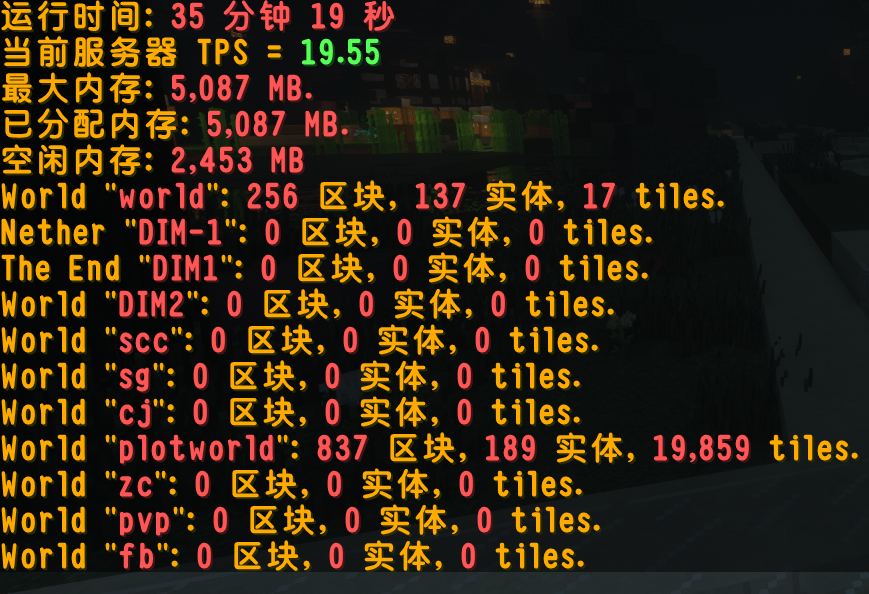 运行时间: 35 分钟 19 秒
当前服务器 TPS = 19.55
最大内存: 5,087 MB.
已分配内存: 5,087 MB.
空闲内存: 2,453 MB
World "world": 256 区块, 137 实体, 17 tiles.
Nether "DIM-1": 0 区块, 0 实体, 0 tiles.
The End "DIM1": 0 区块, 0 实体, 0 tiles.
World "DIM2": 0 区块, 0 实体, 0 tiles.
World "scc": 0 区块, 0 实体, 0 tiles.
World "sg": 0 区块, 0 实体, 0 tiles.
World "cj": 0 区块, 0 实体, 0 tiles.
World "plotworld": 837 区块, 189 实体, 19,859 tiles.
World "zc": 0 区块, 0 实体, 0 tiles.
World "pvp": 0 区块, 0 实体, 0 tiles.
World "fb": 0 区块, 0 实体, 0 tiles.